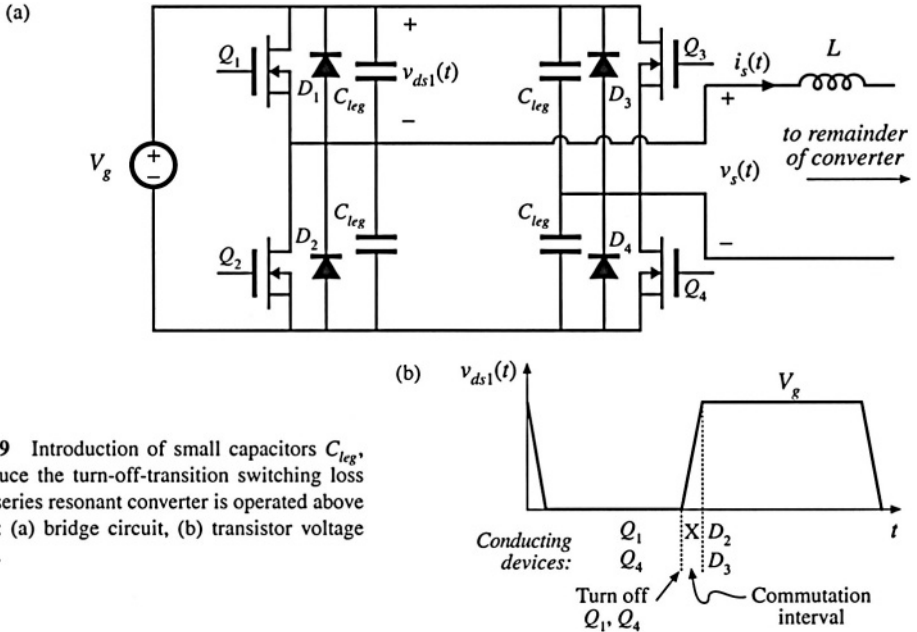 (a)
+
Q1
D1
Cleg
vds1(t)
−
Cleg
D3
Q3
is(t)
L
+
Vg
+
−
to remainder
of converter
vs(t)
Q2
D2
Cleg
Cleg
D4
Q4
−
(b)
vds1(t)
Vg
t
9 Introduction of small capacitors Cleg,
uce the turn-off-transition switching loss
series resonant converter is operated above
(a) bridge circuit, (b) transistor voltage
Conducting
devices:
Q1
Q4
X
D2
D3
Turn off
Q1, Q4
Commutation
interval